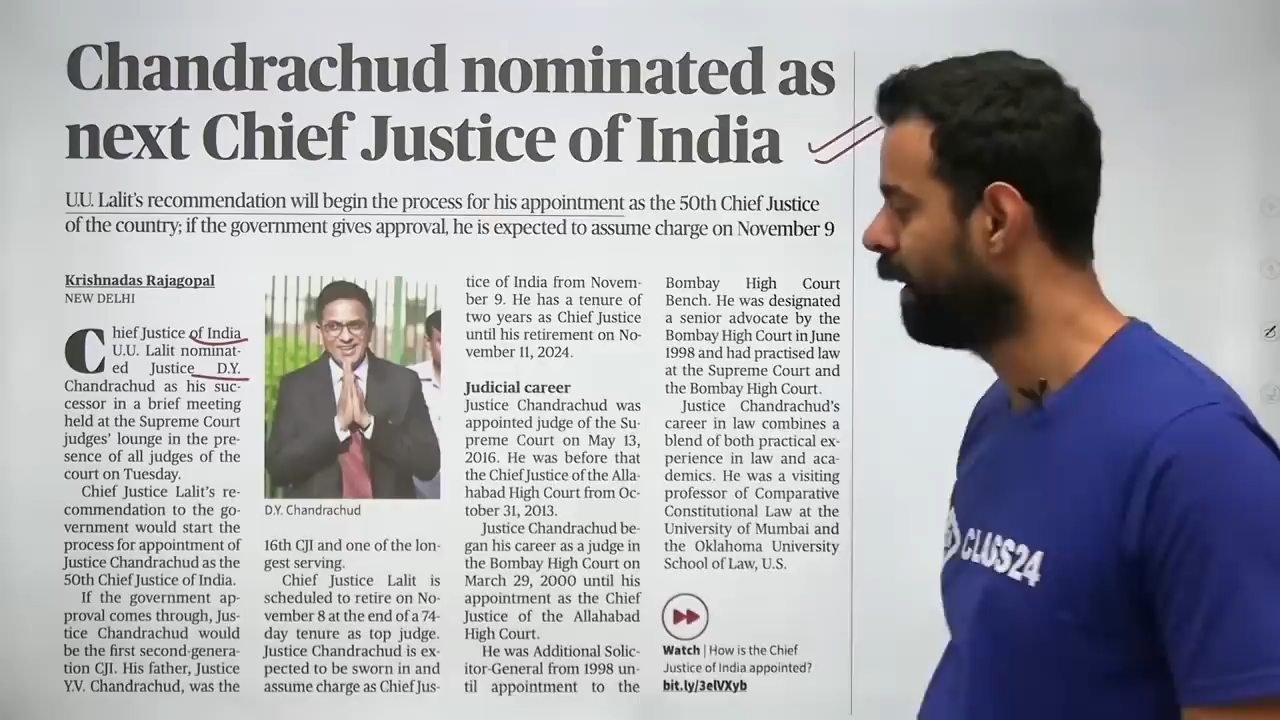 Chandrachud nominated as
next Chief Justice of India
U.U. Lalit's recommendation will begin the process for his appointment as the 50th Chief Justice
of the country; if the government gives approval, he is expected to assume charge on November 9
Krishnadas Rajagopal
NEW DELHI
Chief Justice of India
U.U. Lalit nominat-
ed Justice D.Y.
Chandrachud as his suc-
cessor in a brief meeting
held at the Supreme Court
judges' lounge in the pre-
sence of all judges of the
court on Tuesday.
Chief Justice Lalit's re-
commendation to the go-
vernment would start the
process for appointment of
Justice Chandrachud as the
50th Chief Justice of India.
If the government ap-
proval comes through, Jus-
tice Chandrachud would
be the first second-genera-
tion CJI. His father, Justice
Y.V. Chandrachud, was the
D.Y. Chandrachud
16th CJI and one of the lon-
gest serving.
Chief Justice Lalit is
scheduled to retire on No-
vember 8 at the end of a 74-
day tenure as top judge.
Justice Chandrachud is ex-
pected to be sworn in and
assume charge as Chief Jus-
tice of India from Novem-
ber 9. He has a tenure of
two years as Chief Justice
until his retirement on No-
vember 11, 2024.
Judicial career
Justice Chandrachud was
appointed judge of the Su-
preme Court on May 13,
2016. He was before that
the Chief Justice of the Alla-
habad High Court from Oc-
tober 31, 2013.
Justice Chandrachud be-
gan his career as a judge in
the Bombay High Court on
March 29, 2000 until his
appointment as the Chief
Justice of the Allahabad
High Court.
He was Additional Solic-
itor-General from 1998 un-
til appointment to the
Bombay High Court
Bench. He was designated
a senior advocate by the
Bombay High Court in June
1998 and had practised law
at the Supreme Court and
the Bombay High Court.
Justice Chandrachud's
career in law combines a
blend of both practical ex-
perience in law and aca-
demics. He was a visiting
professor of Comparative
Constitutional Law at the
University of Mumbai and
the Oklahoma University
School of Law, U.S.
Watch | How is the Chief
Justice of India appointed?
bit.ly/3elVXyb
CLASS24